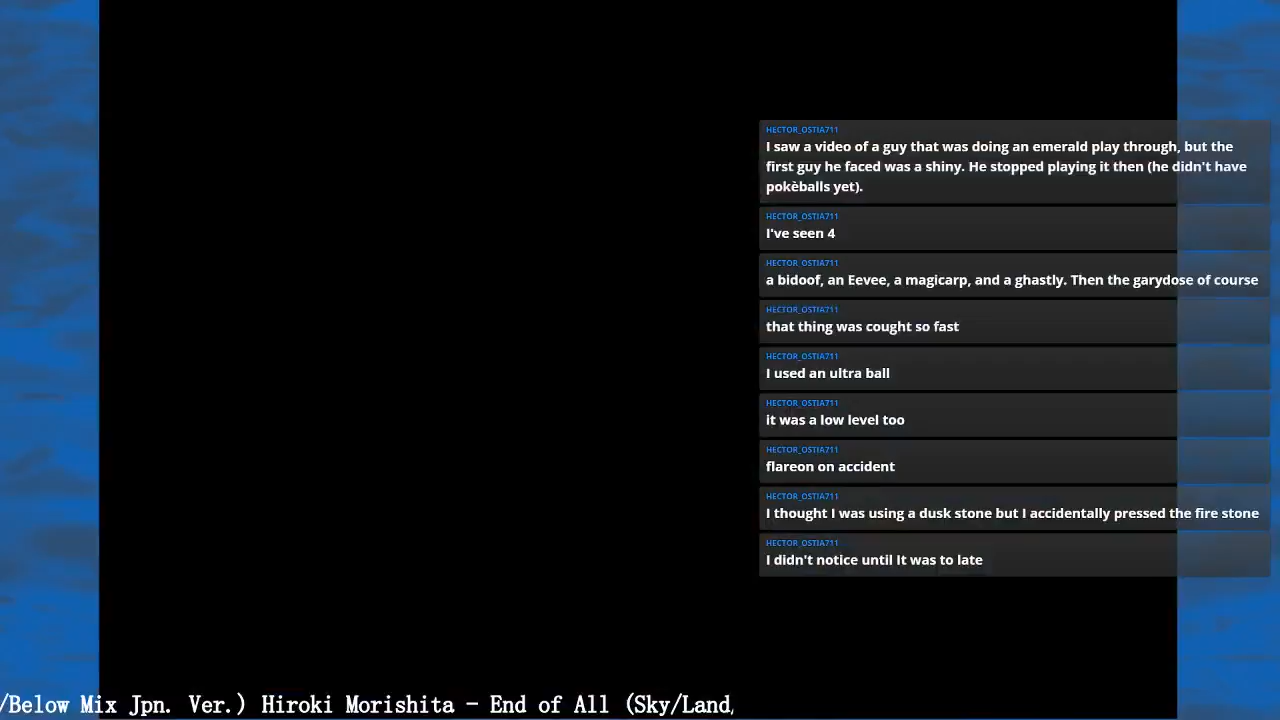 HECTOR_OSTIA711
I saw a video of a guy that was doing an emerald play through, but the
first guy he faced was a shiny. He stopped playing it then (he didn't have
pokèballs yet).
HECTOR_OSTIA711
I've seen 4
HECTOR_OSTIA711
a bidoof, an Eevee, a magicarp, and a ghastly. Then the garydose of course
HECTOR_OSTIA711
that thing was cought so fast
HECTOR_OSTIA711
I used an ultra ball
HECTOR_OSTIA711
it was a low level too
HECTOR_OSTIA711
flareon on accident
HECTOR_OSTIA711
I thought I was using a dusk stone but I accidentally pressed the fire stone
HECTOR_OSTIA711
I didn't notice until It was to late
/Below Mix Jpn. Ver.) Hiroki Morishita - End of All (Sky/Land/